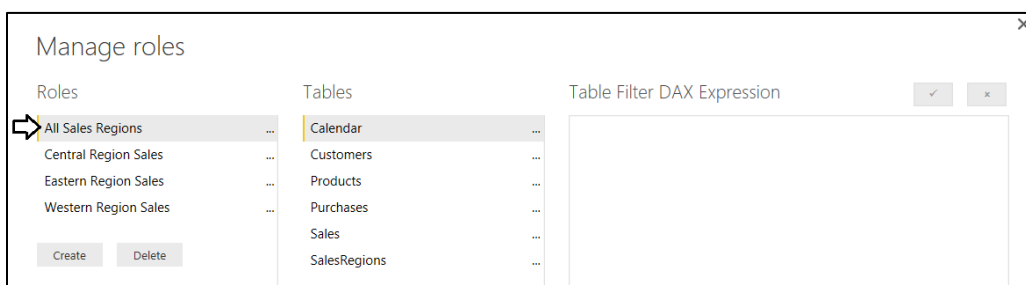 Manage roles
Roles
Tables
Table Filter DAX Expression
All Sales Regions ...
Calendar ...
Central Region Sales ...
Customers ...
Eastern Region Sales ...
Products ...
Western Region Sales ...
Purchases ...
Sales ...
Create
Delete
SalesRegions ...